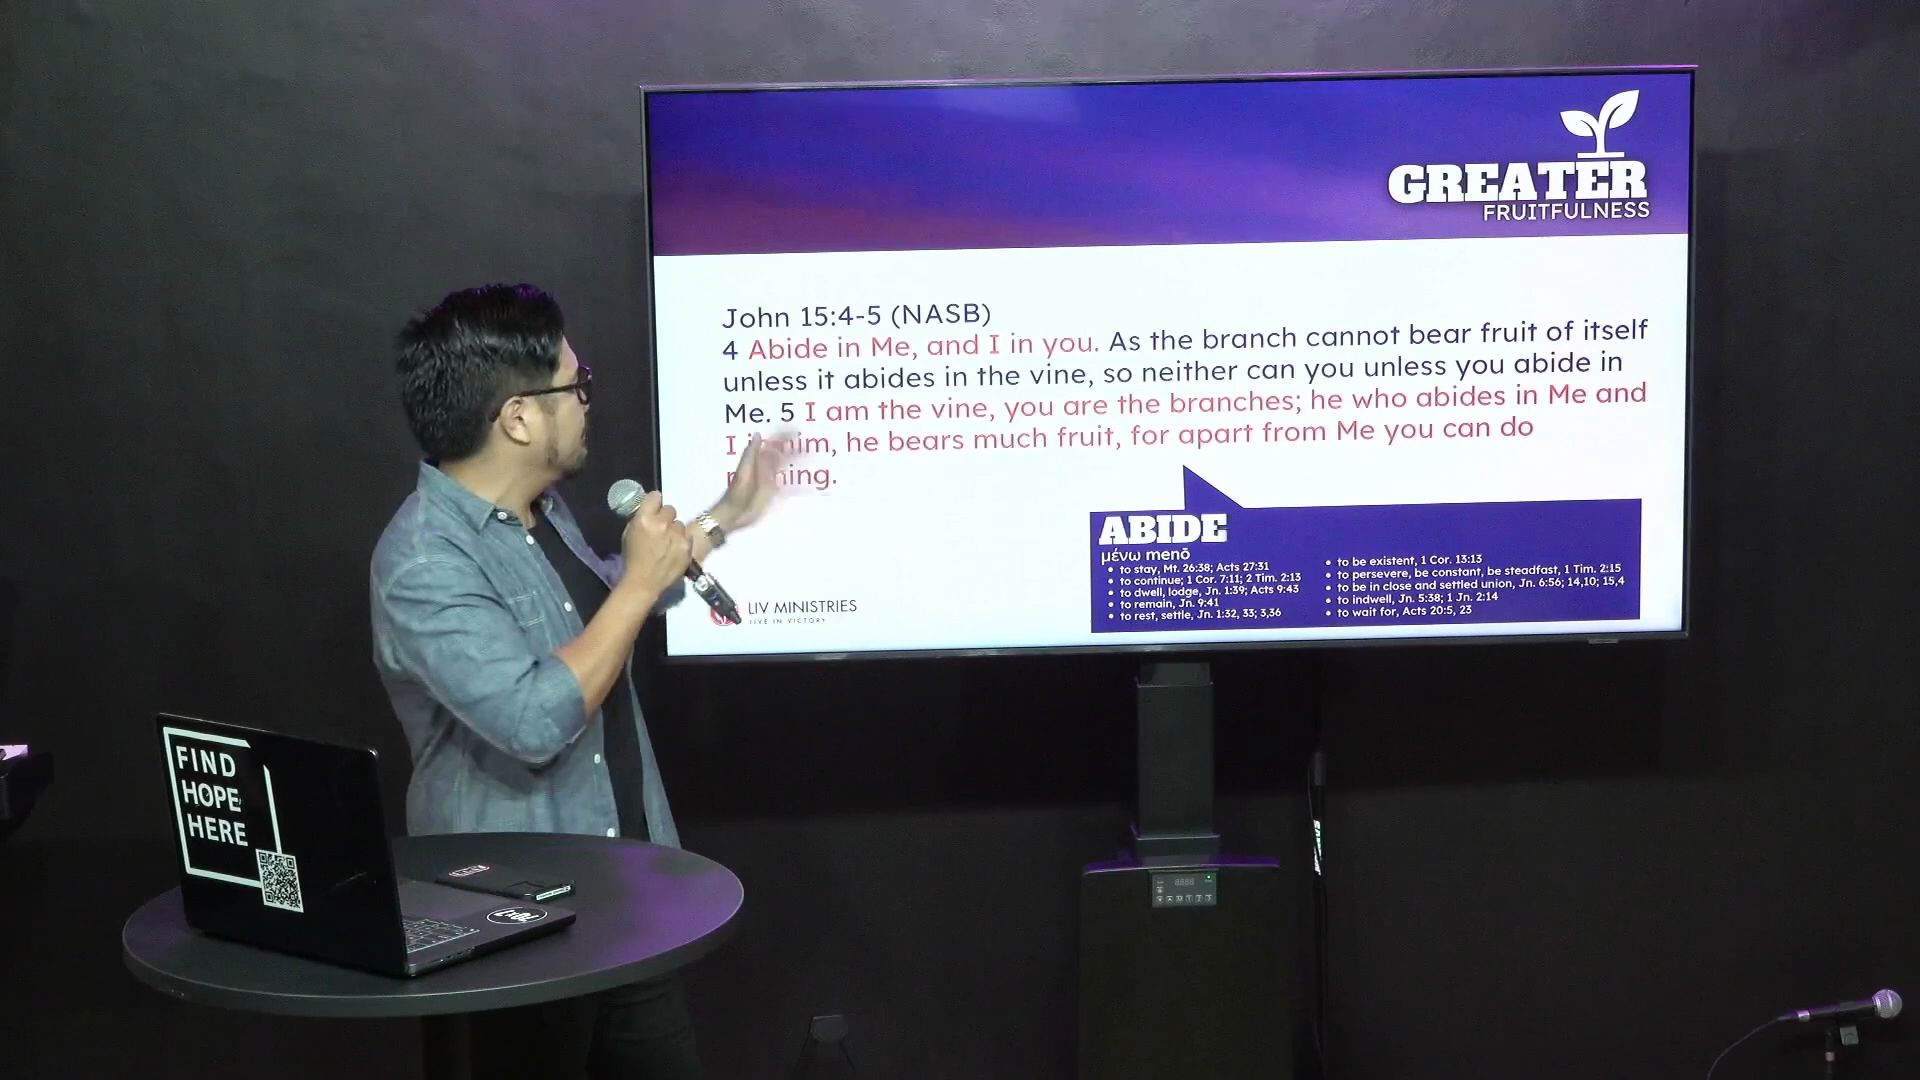 GREATER
FRUITFULNESS
John 15:4-5 (NASB)
4 Abide in Me, and I in you. As the branch cannot bear fruit of itself
unless it abides in the vine, so neither can you unless you abide in
Me. 5 I am the vine, you are the branches; he who abides in Me and
I him, he bears much fruit, for apart from Me you can do
ABIDE
μένω menō
• to stay, Mt. 26:38; Acts 27:31
• to continue; 1 Cor. 7:11; 2 Tim. 2:13
• to dwell, lodge, Jn. 1:39; Acts 9:43
• to remain, Jn. 9:41
• to rest, settle, Jn. 1:32, 33; 3,36
• to be existent, 1 Cor. 13:13
• to persevere, be constant, be steadfast, 1 Tim. 2:15
• to be in close and settled union, Jn. 6:56; 14,10; 15,4
• to indwell, Jn. 5:38; 1 Jn. 2:14
• to wait for, Acts 20:5, 23
LIV MINISTRIES
LIVE IN VICTORY
FIND
HOPE
HERE